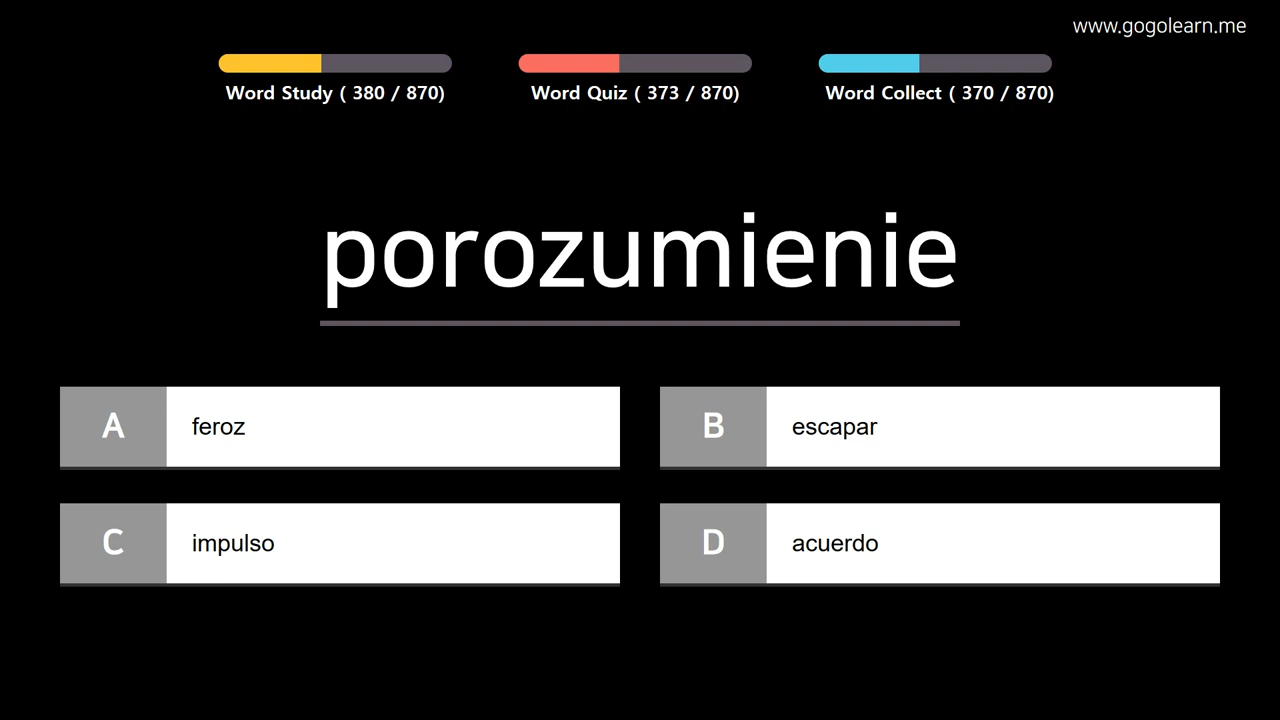 www.gogolearn.me
Word Study ( 380 / 870)
Word Quiz ( 373 / 870)
Word Collect ( 370 / 870)
porozumienie
A
feroz
B
escapar
C
impulso
D
acuerdo